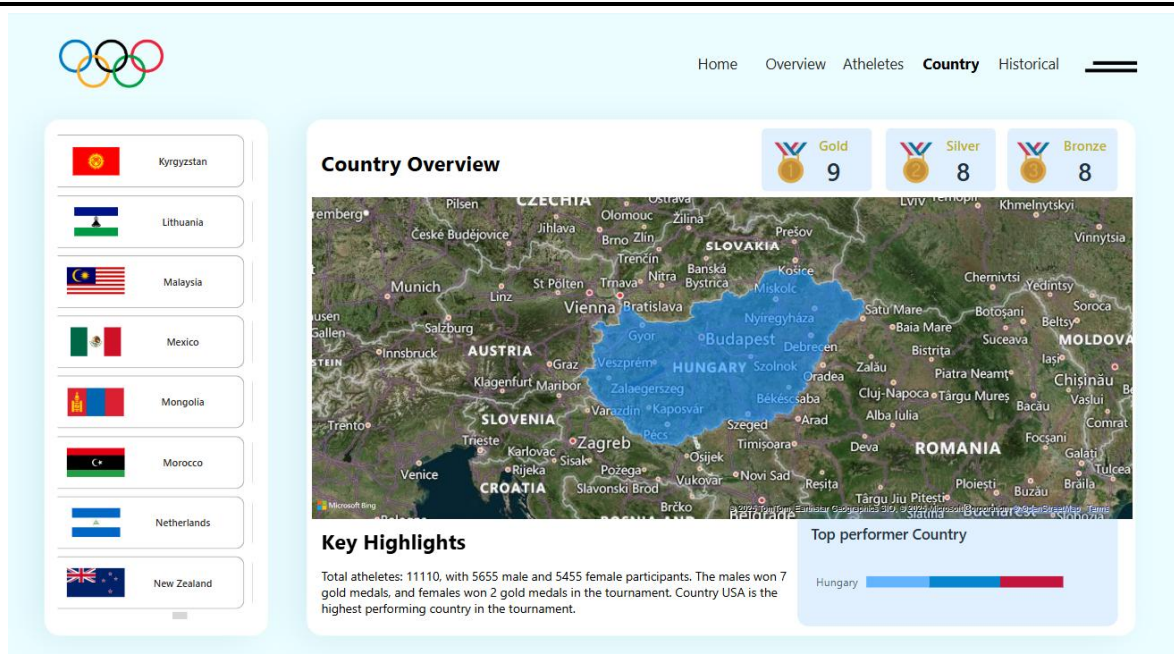 Home Overview Atheletes Country Historical
Kyrgyzstan
Lithuania
Malaysia
Mexico
Mongolia
Morocco
Netherlands
New Zealand
Country Overview
Gold
9
Silver
8
Bronze
8
Pilsen
CZECHIA
Ostrava
LVIV
Khmelnytskyi
Olomouc
Žilina
České Budějovice
Jihlava
Brno
Zlín
Prešov
Vinnytsia
SLOVAKIA
Trenčín
Munich
Linz
St Pölten
Trnava
Nitra
Banská
Bystrica
Košice
Miskolc
Chernivtsi
Yedintsy
Vienna
Bratislava
Satu Mare
Botoșani
Soroca
Salzburg
Gyor
Nyíregyháza
Baia Mare
Suceava
Beltsy
MOLDOVA
Innsbruck
AUSTRIA
Budapest
Debrecen
Bistrița
Iași
Graz
Veszprém
HUNGARY
Szolnok
Oradea
Zalău
Piatra Neamț
Chișinău
Klagenfurt
Maribor
Zalaegerszeg
Békéscsaba
Cluj-Napoca
Târgu Mureș
Bacău
Vaslui
Varazdin
Kaposvár
SLOVENIA
Szeged
Arad
Alba Iulia
Comrat
Trento
Trieste
Zagreb
Pécs
Timișoara
Deva
ROMANIA
Focșani
Galați
Karlovac
Sisak
Osijek
Venice
Rijeka
Požega
Vukovar
Novi Sad
Reșița
Ploiești
Buzău
Brăila
Tulcea
CROATIA
Slavonski Brod
Târgu Jiu
Pitești
Microsoft Bing
Brčko
Belgrade
Slatina
Bucharest
Slobozia
© OpenStreetMap Terms
Key Highlights
Total atheletes: 11110, with 5655 male and 5455 female participants. The males won 7
gold medals, and females won 2 gold medals in the tournament. Country USA is the
highest performing country in the tournament.
Top performer Country
Hungary